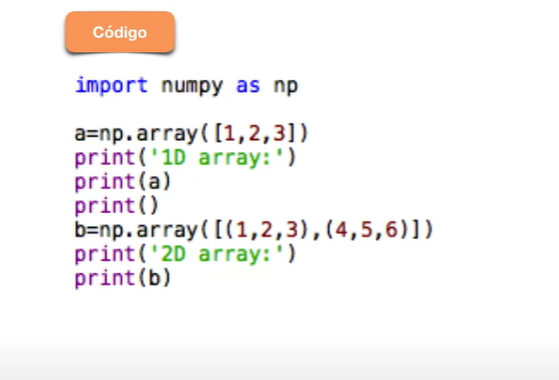 Código
import numpy as np
a=np.array([1,2,3])
print('1D array:')
print(a)
print()
b=np.array([(1,2,3),(4,5,6)])
print('2D array:')
print(b)